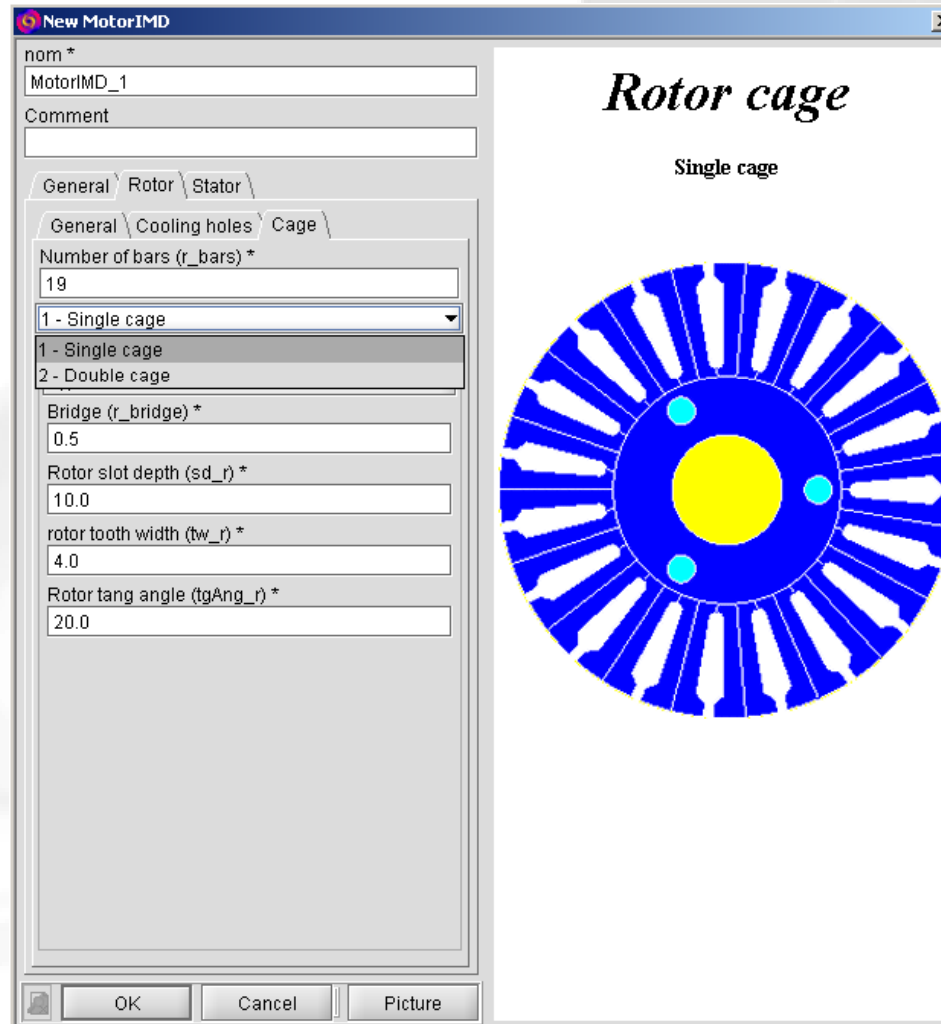 New MotorIMD
nom *
MotorIMD_1
Comment
General Rotor Stator
General Cooling holes Cage
Number of bars (r_bars) *
19
1 - Single cage
1 - Single cage
2 - Double cage
Bridge (r_bridge) *
0.5
Rotor slot depth (sd_r) *
10.0
rotor tooth width (tw_r) *
4.0
Rotor tang angle (tgAng_r) *
20.0
OK Cancel Picture
Rotor cage
Single cage